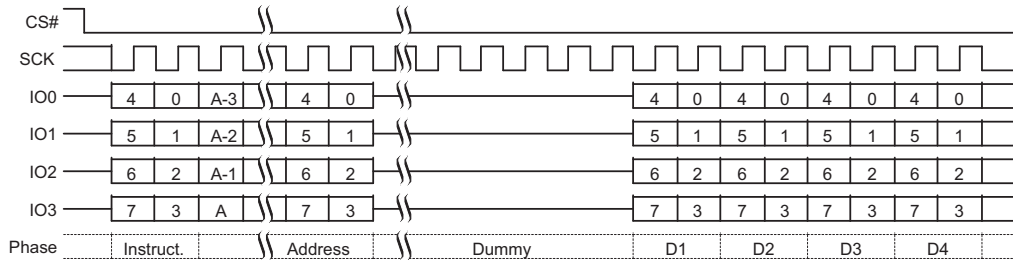 CS#
SCK
IO0 4 0 A-3 4 0 4 0 4 0 4 0 4 0
IO1 5 1 A-2 5 1 5 1 5 1 5 1 5 1
IO2 6 2 A-1 6 2 6 2 6 2 6 2 6 2
IO3 7 3 A 7 3 7 3 7 3 7 3 7 3
Phase Instruct. Address Dummy D1 D2 D3 D4